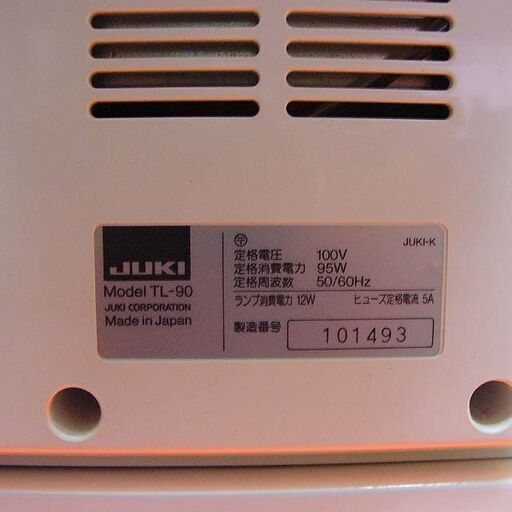 JUKI
Model TL-90
JUKI CORPORATION
Made in Japan
〒
JUKI-K
定格電圧 100V
定格消費電力 95W
定格周波数 50/60Hz
ランプ消費電力 12W ヒューズ定格電流 5A
製造番号 101493